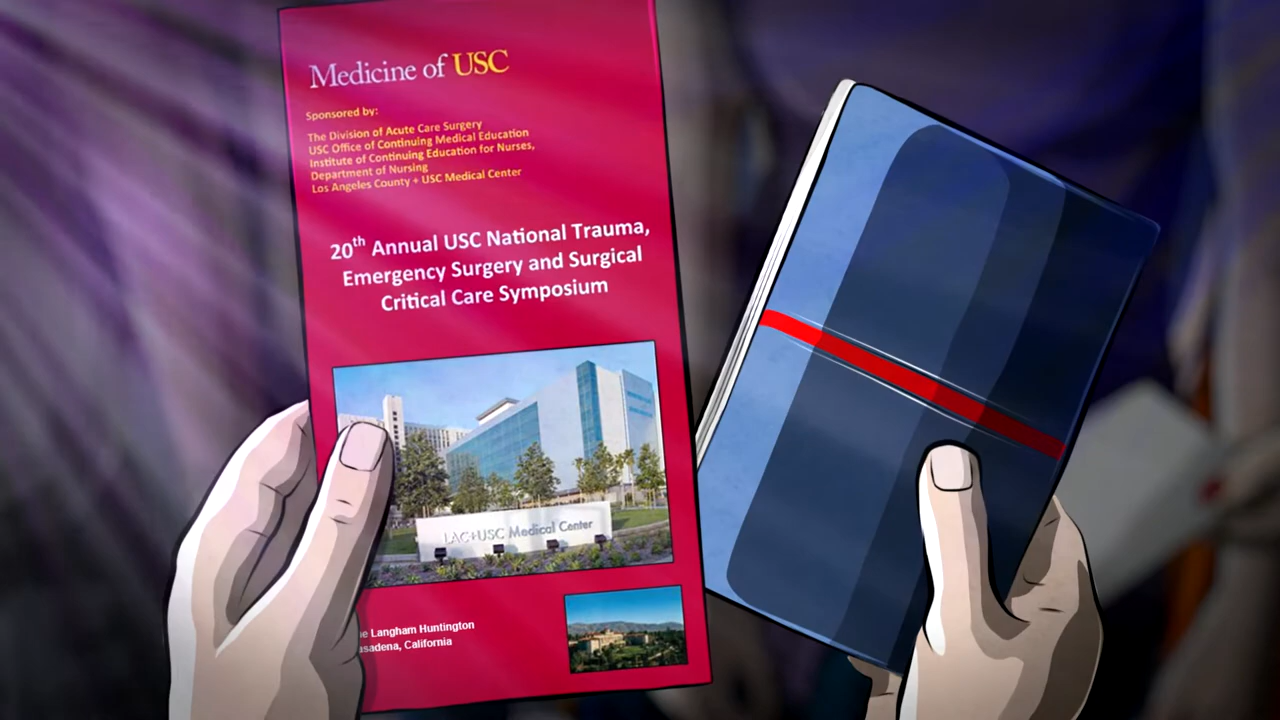 Medicine of USC
Sponsored by:
The Division of Acute Care Surgery
USC Office of Continuing Medical Education
Institute of Continuing Education for Nurses,
Department of Nursing
Los Angeles County + USC Medical Center
20th Annual USC National Trauma,
Emergency Surgery and Surgical
Critical Care Symposium
LAC+USC Medical Center
Langham Huntington
California